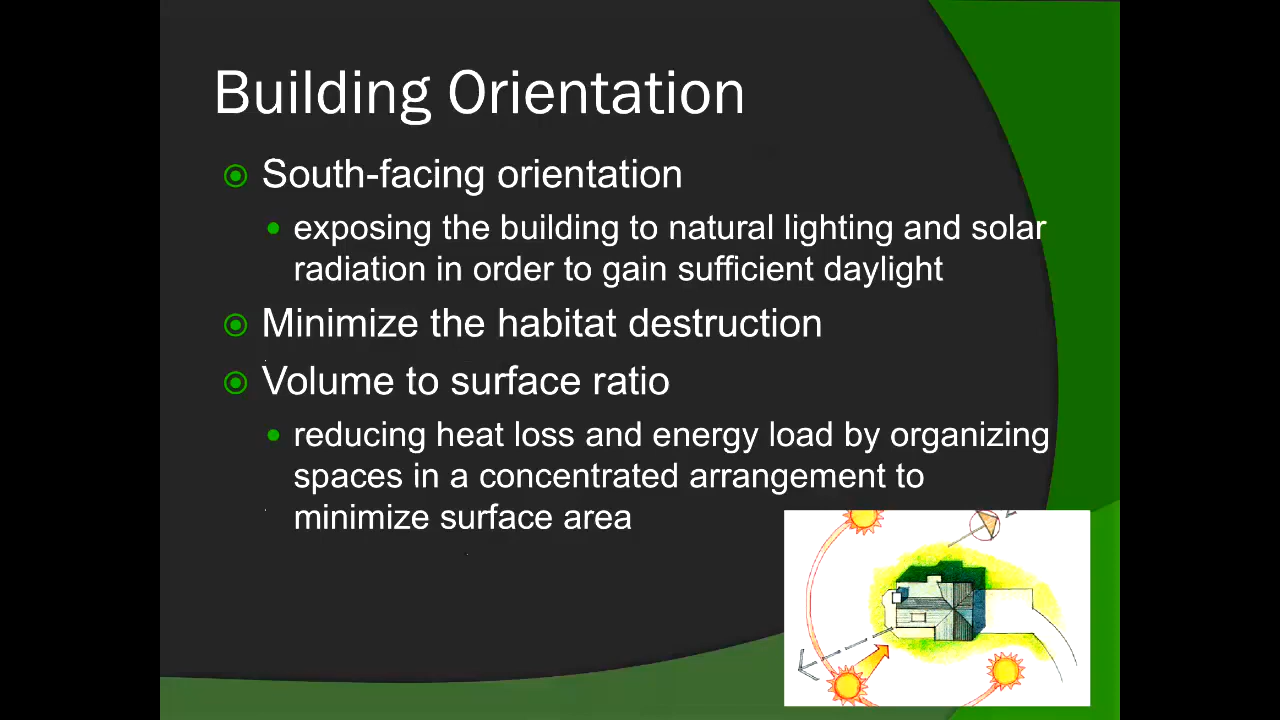 Building Orientation
South-facing orientation
exposing the building to natural lighting and solar
radiation in order to gain sufficient daylight
Minimize the habitat destruction
Volume to surface ratio
reducing heat loss and energy load by organizing
spaces in a concentrated arrangement to
minimize surface area